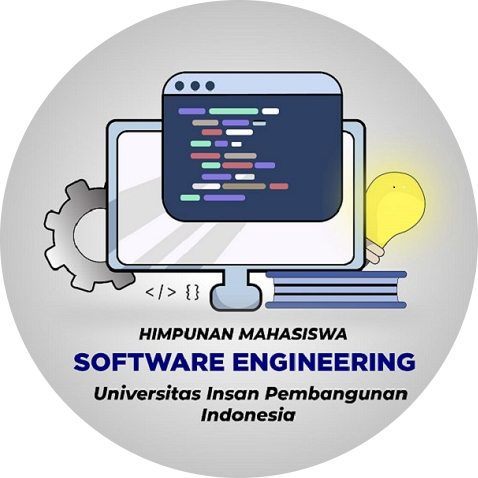 </> {}
HIMPUNAN MAHASISWA
SOFTWARE ENGINEERING
Universitas Insan Pembangunan
Indonesia